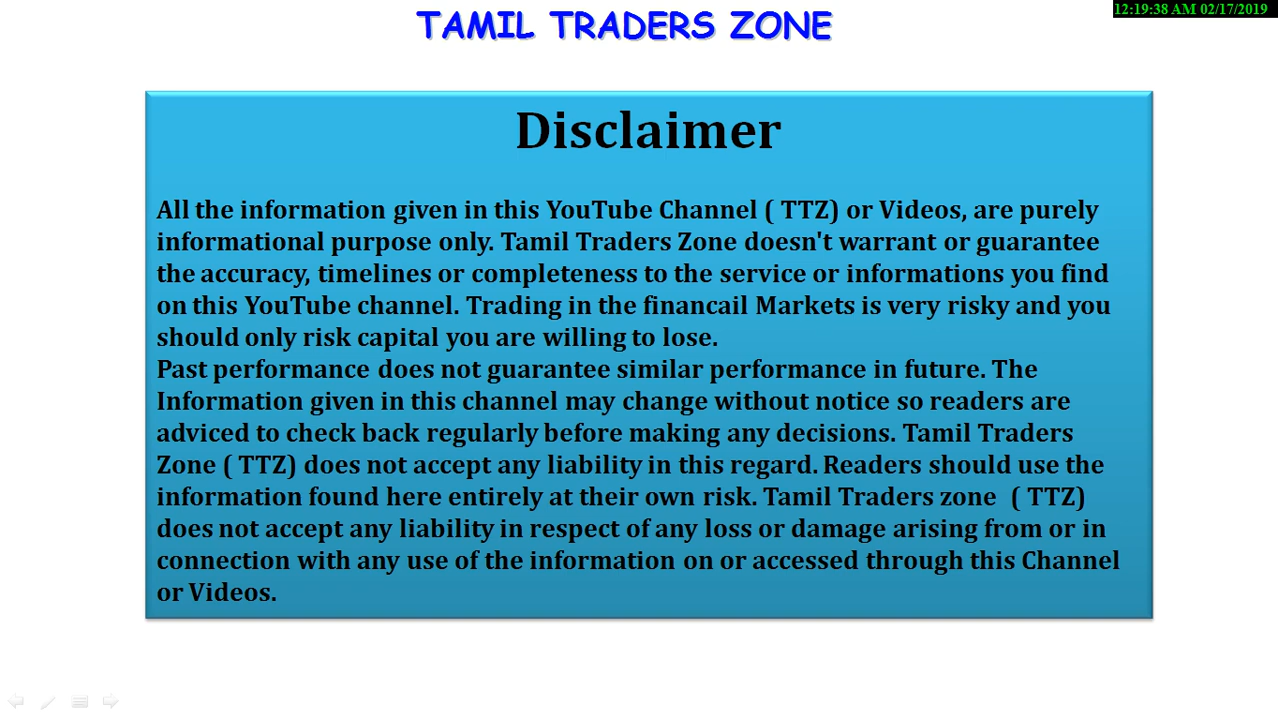 TAMIL TRADERS ZONE
12:19:38 AM 02/17/2019
Disclaimer
All the information given in this YouTube Channel ( TTZ) or Videos, are purely
informational purpose only. Tamil Traders Zone doesn't warrant or guarantee
the accuracy, timelines or completeness to the service or informations you find
on this YouTube channel. Trading in the financail Markets is very risky and you
should only risk capital you are willing to lose.
Past performance does not guarantee similar performance in future. The
Information given in this channel may change without notice so readers are
adviced to check back regularly before making any decisions. Tamil Traders
Zone ( TTZ) does not accept any liability in this regard. Readers should use the
information found here entirely at their own risk. Tamil Traders zone  ( TTZ)
does not accept any liability in respect of any loss or damage arising from or in
connection with any use of the information on or accessed through this Channel
or Videos.